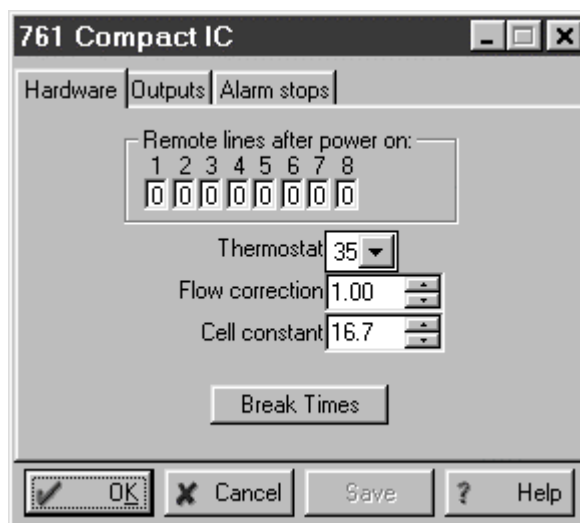 761 Compact IC
Hardware Outputs Alarm stops
Remote lines after power on:
1 2 3 4 5 6 7 8
0 0 0 0 0 0 0 0
Thermostat 35
Flow correction 1.00
Cell constant 16.7
Break Times
OK Cancel Save ? Help